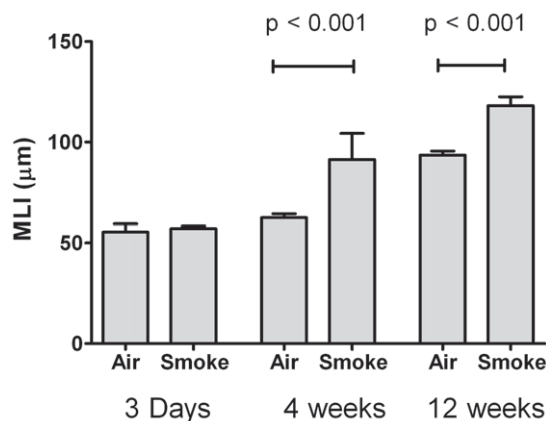 p < 0.001 p < 0.001
150
100
50
0
MLI (μm)
Air Smoke Air Smoke Air Smoke
3 Days 4 weeks 12 weeks